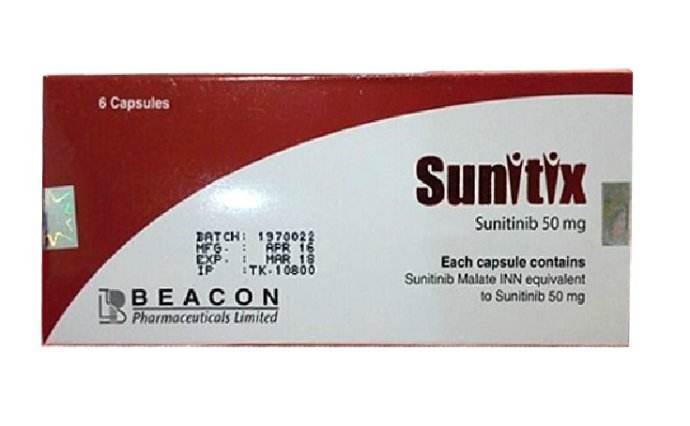 6 Capsules
Sunitix
Sunitinib 50 mg
BATCH: 1970022
MFG. : APR 16
EXP. : MAR 18
IP :TK-10800
Each capsule contains
Sunitinib Malate INN equivalent
to Sunitinib 50 mg
BEACON
Pharmaceuticals Limited